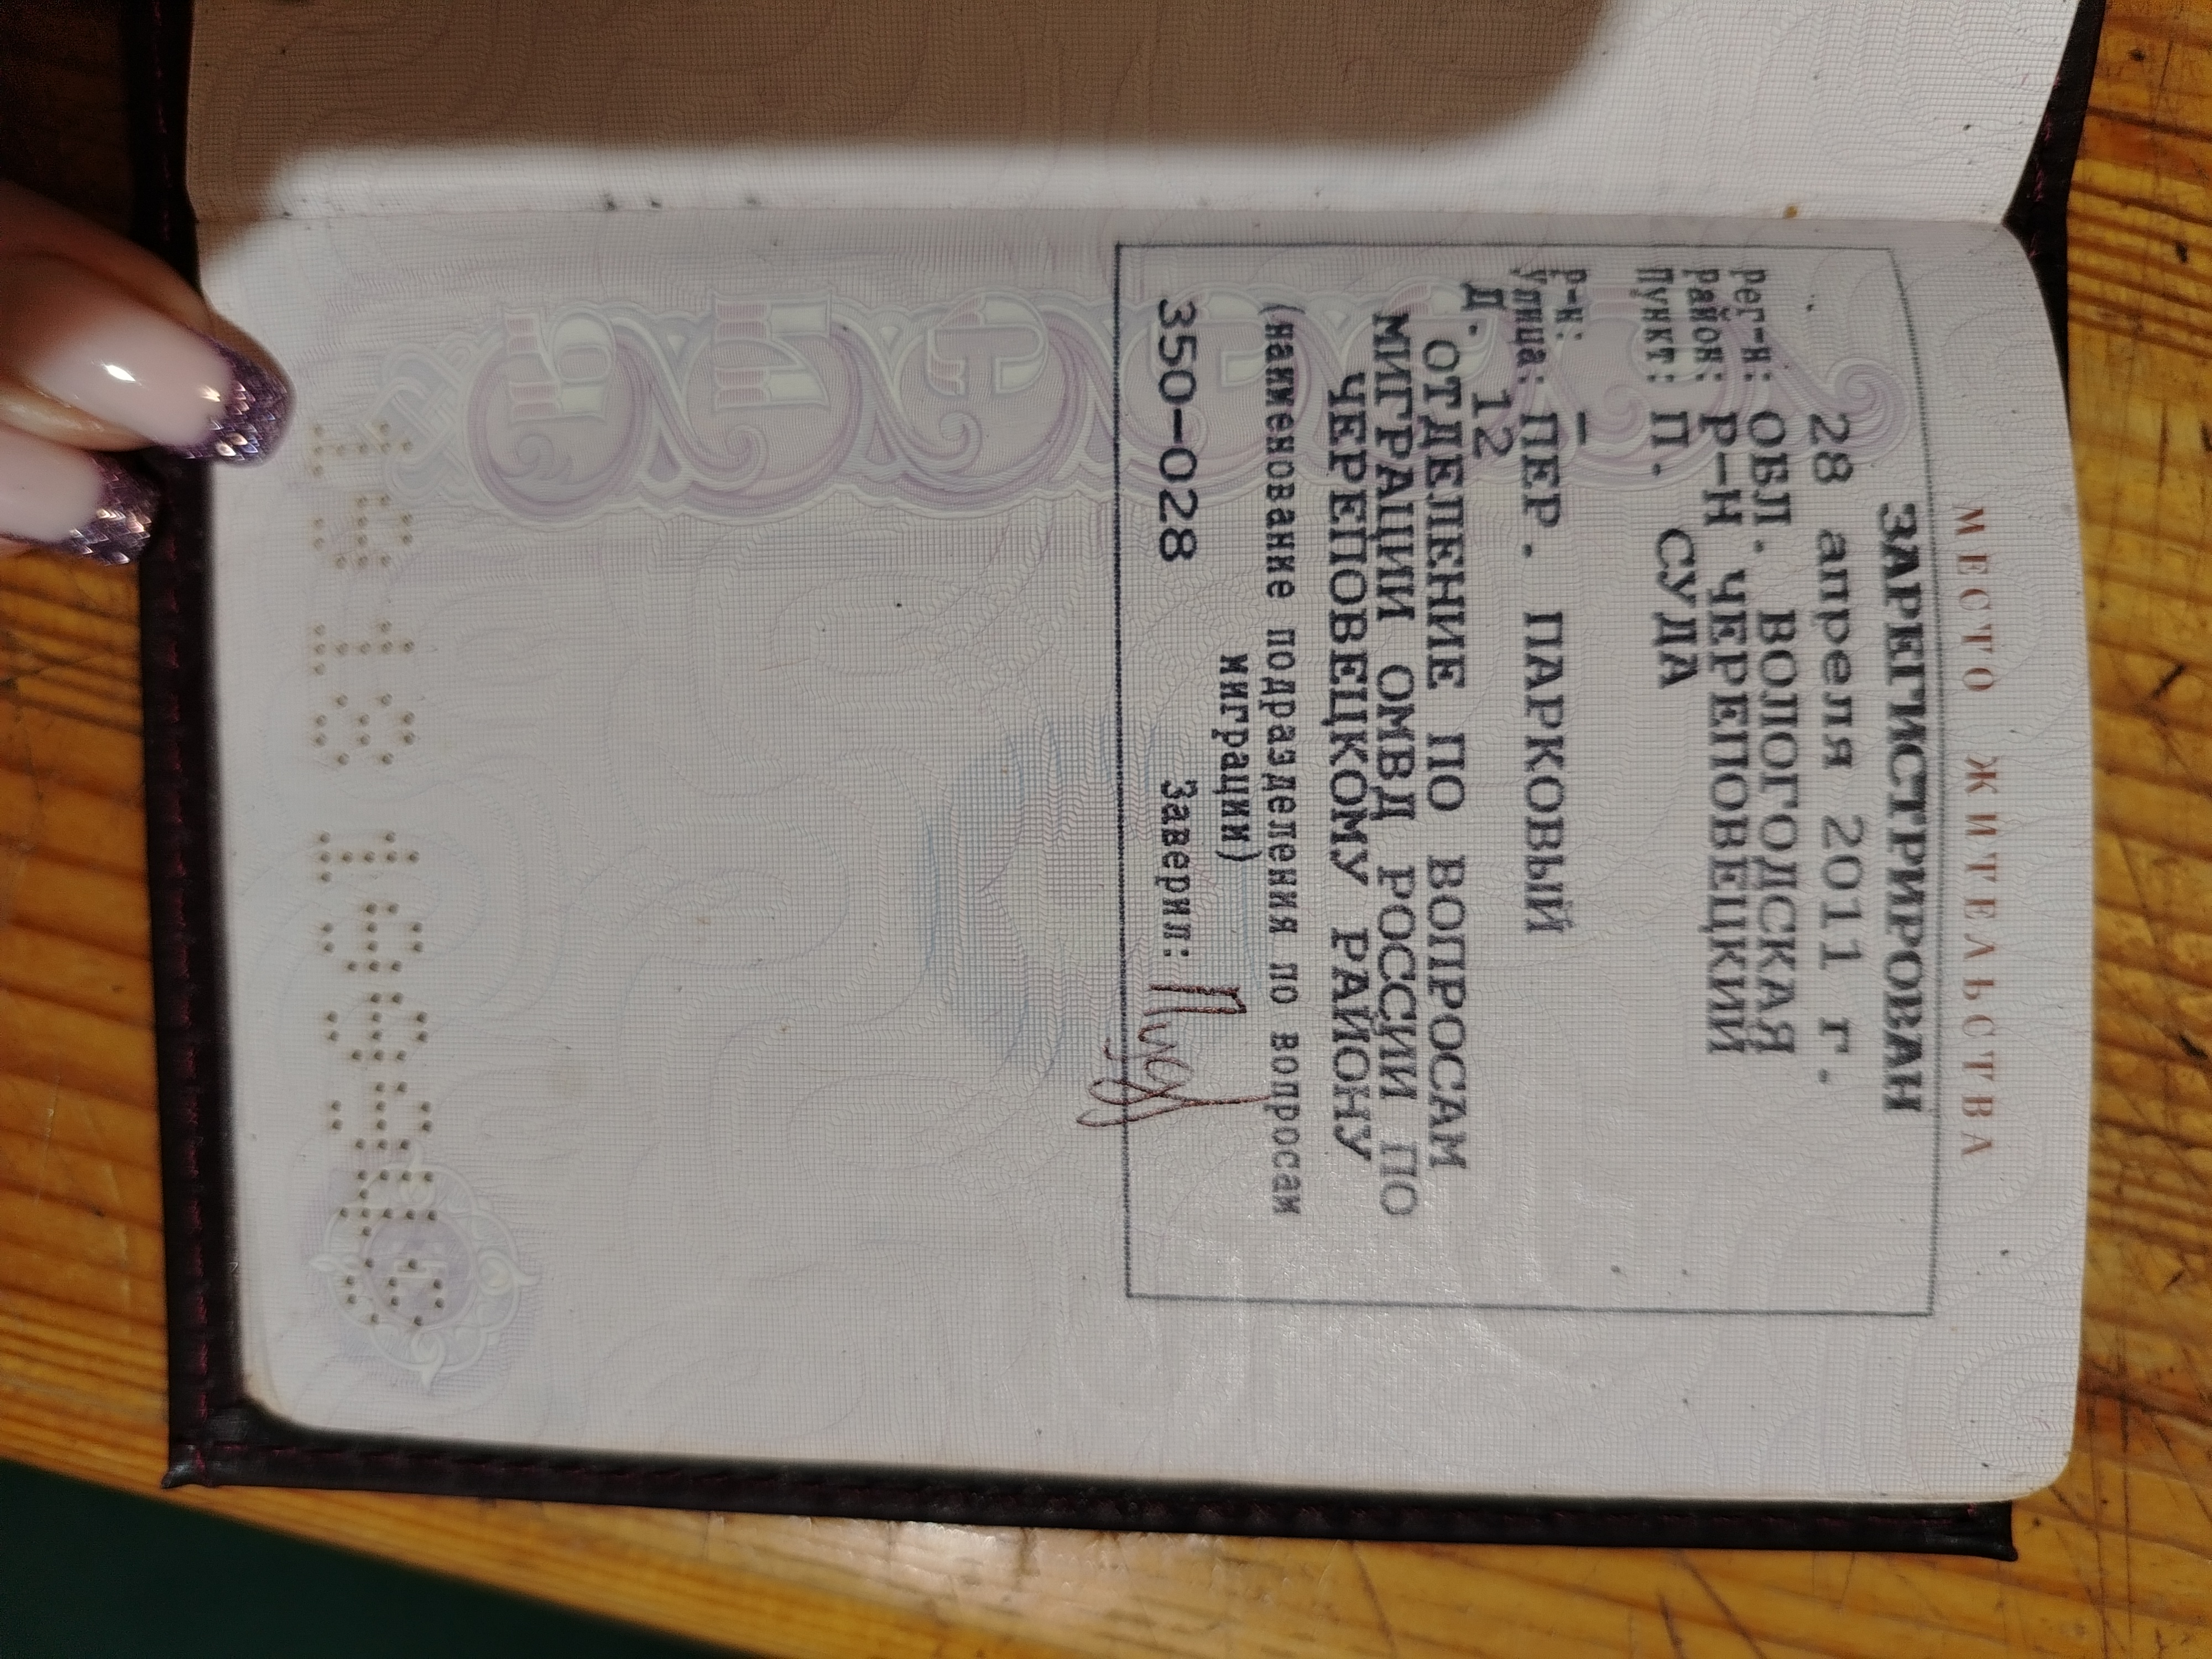 МЕСТО ЖИТЕЛЬСТВА
ЗАРЕГИСТРИРОВАН
28 апреля 2011 г.
рег-н: ОБЛ. ВОЛОГОДСКАЯ
район: Р-Н ЧЕРЕПОВЕЦКИЙ
Пункт: П. СУДА
р-н: -
улица: ПЕР. ПАРКОВЫЙ
Д. 12
ОТДЕЛЕНИЕ ПО ВОПРОСАМ
МИГРАЦИИ ОМВД РОССИИ ПО
ЧЕРЕПОВЕЦКОМУ РАЙОНУ
(наименование подразделения по вопросам
миграции)
350-028 Заверил: